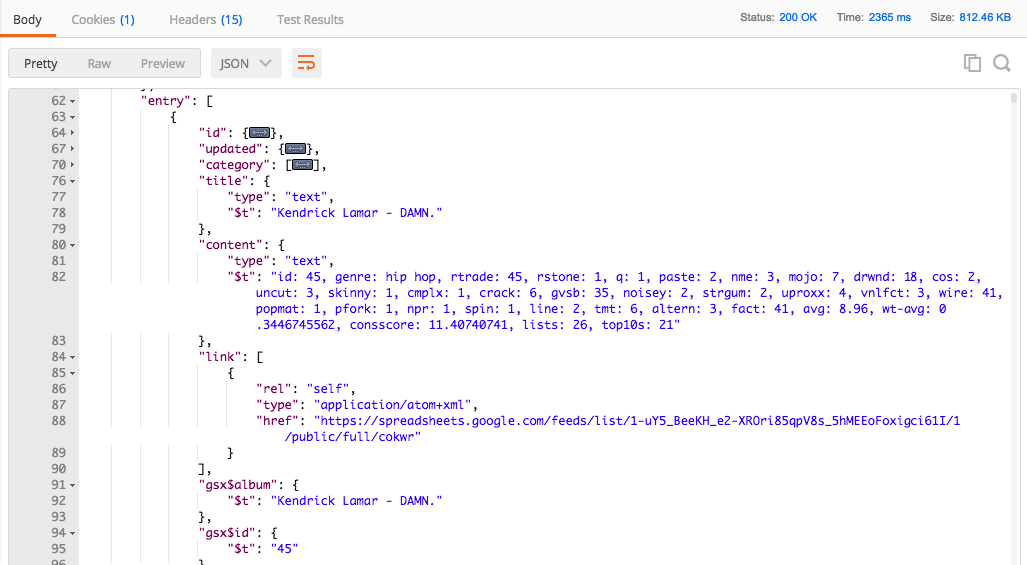 Body Cookies (1) Headers (15) Test Results Status: 200 OK Time: 2365 ms Size: 812.46 KB
Pretty Raw Preview JSON
62 "entry": [
63 {
64 "id": {
},
67 "updated": {
},
70 "category": [
],
76 "title": {
77 "type": "text",
78 "$t": "Kendrick Lamar - DAMN."
79 },
80 "content": {
81 "type": "text",
82 "$t": "id: 45, genre: hip hop, rtrade: 45, rstone: 1, q: 1, paste: 2, nme: 3, mojo: 7, drwnd: 18, cos: 2,
uncut: 3, skinny: 1, cmplx: 1, crack: 6, gvsb: 35, noisey: 2, strgum: 2, uproxx: 4, vnlfct: 3, wire: 41,
popmat: 1, pfork: 1, npr: 1, spin: 1, line: 2, tmt: 6, altern: 3, fact: 41, avg: 8.96, wt-avg: 0
.3446745562, consscore: 11.40740741, lists: 26, top10s: 21"
83 },
84 "link": [
85 {
86 "rel": "self",
87 "type": "application/atom+xml",
88 "href": "https://spreadsheets.google.com/feeds/list/1-uY5_BeeKH_e2-XROri85qpV8s_5hMEEoFoxigci61I/1
/public/full/cokwr"
89 }
90 ],
91 "gsx$album": {
92 "$t": "Kendrick Lamar - DAMN."
93 },
94 "gsx$id": {
95 "$t": "45"